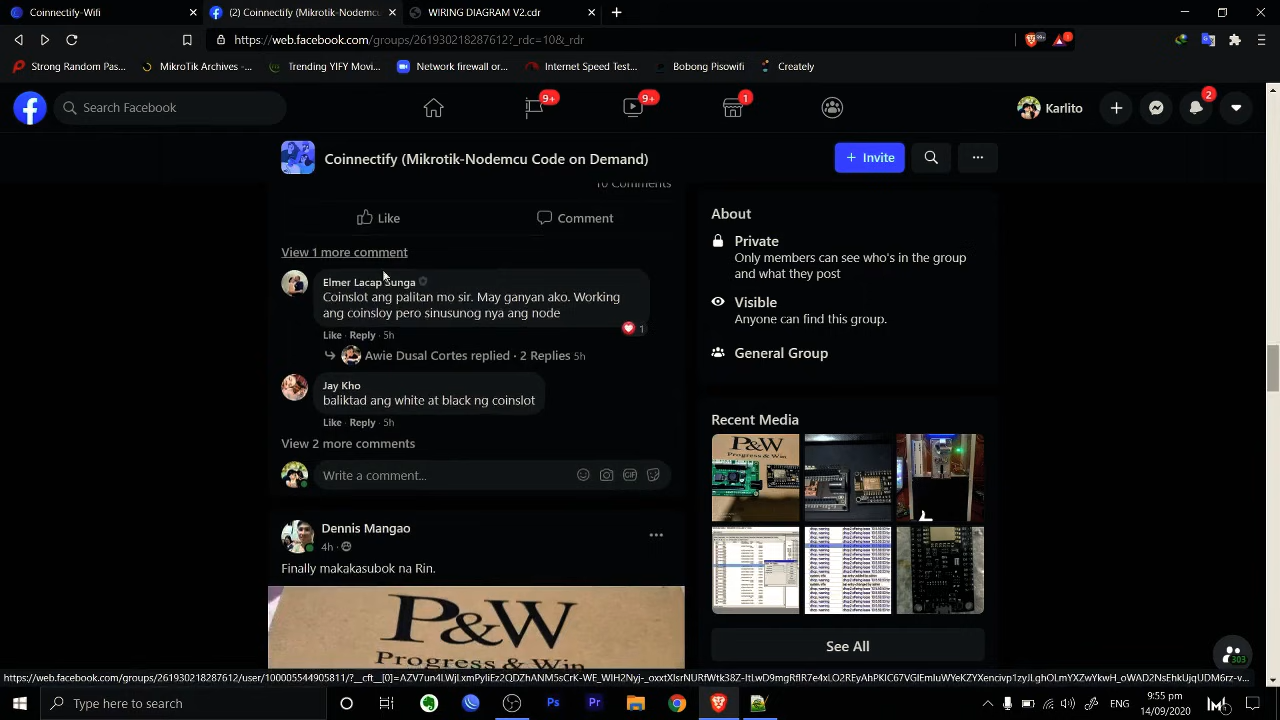 Coinnectify-Wifi
(2) Coinnectify (Mikrotik-Nodemcu
WIRING DIAGRAM V2.cdr
https://web.facebook.com/groups/261930218287612?_rdc=10&_rdr
99+
1
Strong Random Pas...
MikroTik Archives -...
Trending YIFY Movi...
Network firewall or...
Internet Speed Test...
Bobong Pisowifi
Creately
Search Facebook
9+
9+
1
Karlito
2
Coinnectify (Mikrotik-Nodemcu Code on Demand)
Invite
10 Comments
Like
Comment
View 1 more comment
Elmer Lacap Sunga
Coinslot ang palitan mo sir. May ganyan ako. Working
ang coinsloy pero sinusunog nya ang node
1
Like · Reply · 5h
Awie Dusal Cortes replied · 2 Replies 5h
Jay Kho
baliktad ang white at black ng coinslot
Like · Reply · 5h
View 2 more comments
Write a comment...
GIF
Dennis Mangao
4h ·
Finally makakasubok na Rin.
P&W
Progress & Win
About
Private
Only members can see who's in the group
and what they post
Visible
Anyone can find this group.
General Group
Recent Media
P&W
Progress & Win
See All
303
Type here to search
Ps
Pr
ENG
9:55 pm
14/09/2020